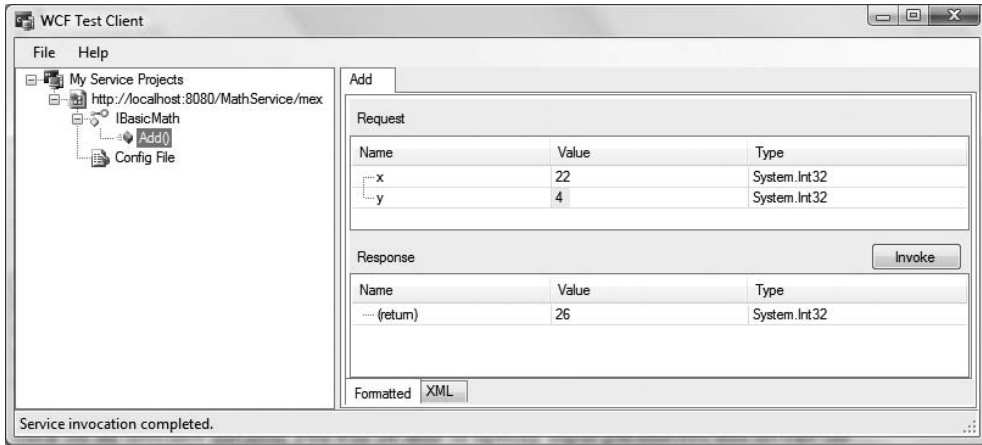 WCF Test Client
File Help
My Service Projects
http://localhost:8080/MathService/mex
IBasicMath
Add()
Config File
Add
Request
Name Value Type
x 22 System.Int32
y 4 System.Int32
Response Invoke
Name Value Type
(return) 26 System.Int32
Formatted XML
Service invocation completed.